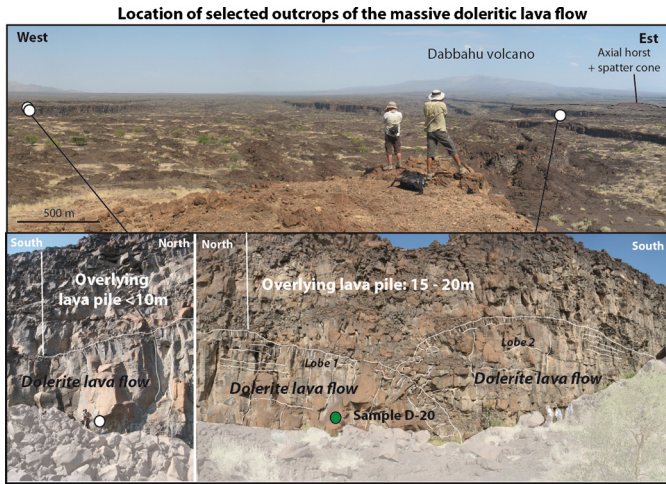 Location of selected outcrops of the massive doleritic lava flow
West
Est
Dabbahu volcano
Axial horst
+ spatter cone
500 m
South
North
Overlying
lava pile <10m
Dolerite lava flow
North
South
Overlying lava pile: 15 - 20m
Lobe 1
Lobe 2
Dolerite lava flow
Dolerite lava flow
Sample D-20